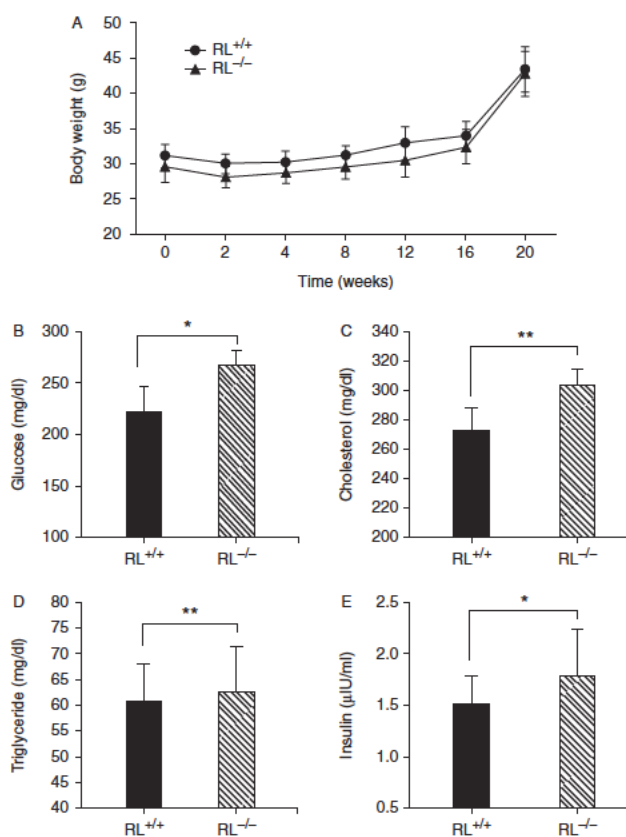 A
50
45
40
35
30
25
20
Body weight (g)
RL+/+
RL−/−
0 2 4 8 12 16 20
Time (weeks)
B
*
300
250
200
150
100
Glucose (mg/dl)
RL+/+ RL−/−
C
**
340
320
300
280
260
240
220
200
Cholesterol (mg/dl)
RL+/+ RL−/−
D
**
80
75
70
65
60
55
50
45
40
Triglyceride (mg/dl)
RL+/+ RL−/−
E
*
2.5
2.0
1.5
1.0
0.5
Insulin (μIU/ml)
RL+/+ RL−/−